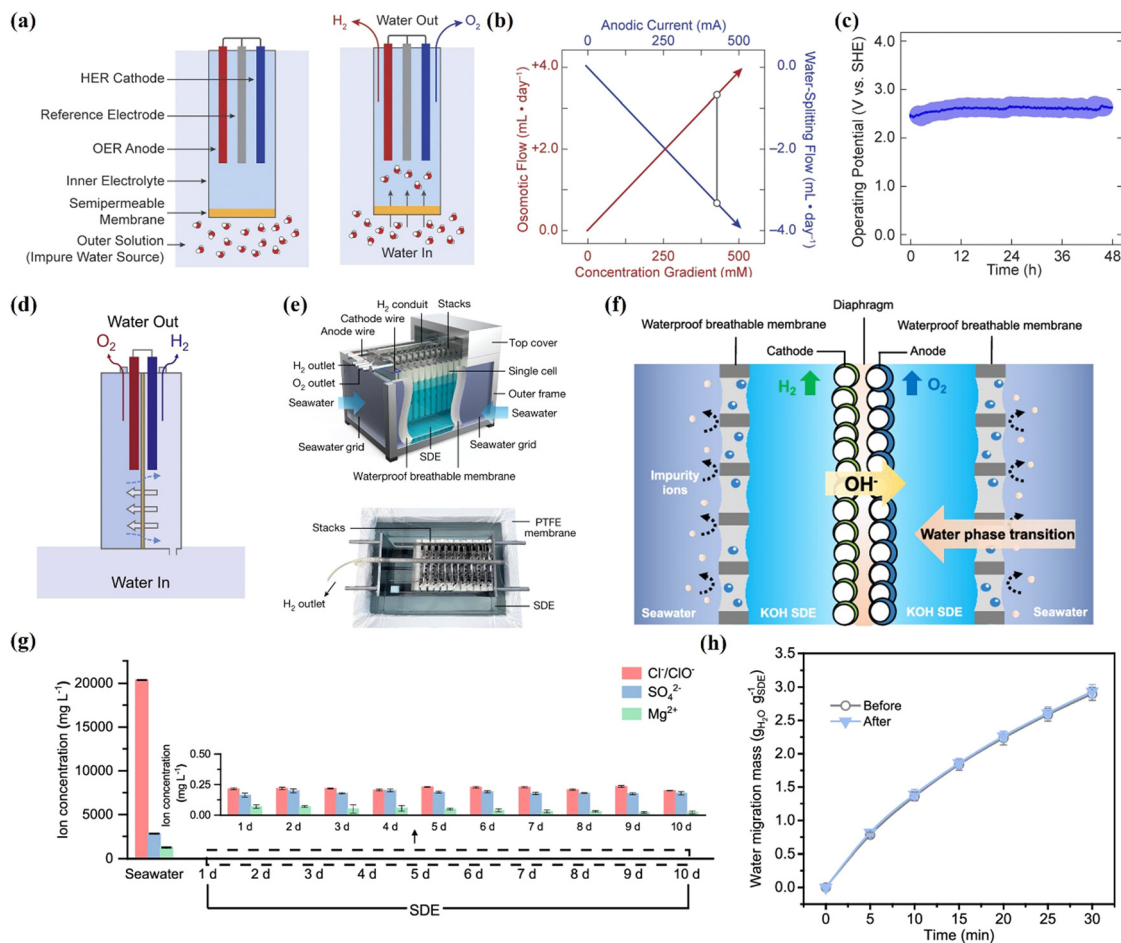 (a)
H₂
Water Out
O₂
HER Cathode
Reference Electrode
OER Anode
Inner Electrolyte
Semipermeable
Membrane
Outer Solution
(Impure Water Source)
Water In
(b)
Anodic Current (mA)
0 250 500
+4.0
+2.0
0.0
Osomotic Flow (mL • day⁻¹)
0.0
−1.0
−2.0
−3.0
−4.0
Water-Splitting Flow (mL • day⁻¹)
0 250 500
Concentration Gradient (mM)
(c)
Operating Potential (V vs. SHE)
4.0
3.0
2.0
1.0
0.0
0 12 24 36 48
Time (h)
(d)
Water Out
O₂
H₂
Water In
(e)
H₂ conduit
Cathode wire
Stacks
Anode wire
Top cover
H₂ outlet
O₂ outlet
Single cell
Outer frame
Seawater
Seawater
Seawater grid
SDE
Seawater grid
Waterproof breathable membrane
Stacks
PTFE
membrane
H₂ outlet
SDE
(f)
Diaphragm
Waterproof breathable membrane
Waterproof breathable membrane
Cathode
Anode
H₂
O₂
Impurity
ions
OH⁻
Water phase transition
Seawater
KOH SDE
KOH SDE
Seawater
(g)
Ion concentration (mg L⁻¹)
20000
15000
10000
5000
0
Cl⁻/ClO⁻
SO₄²⁻
Mg²⁺
Ion concentration
(mg L⁻¹)
0.50
0.25
0.00
1 d 2 d 3 d 4 d 5 d 6 d 7 d 8 d 9 d 10 d
Seawater
1 d 2 d 3 d 4 d 5 d 6 d 7 d 8 d 9 d 10 d
SDE
(h)
Water migration mass (g_H₂O g⁻¹_SDE)
3.5
3.0
2.5
2.0
1.5
1.0
0.5
0.0
Before
After
0 5 10 15 20 25 30
Time (min)